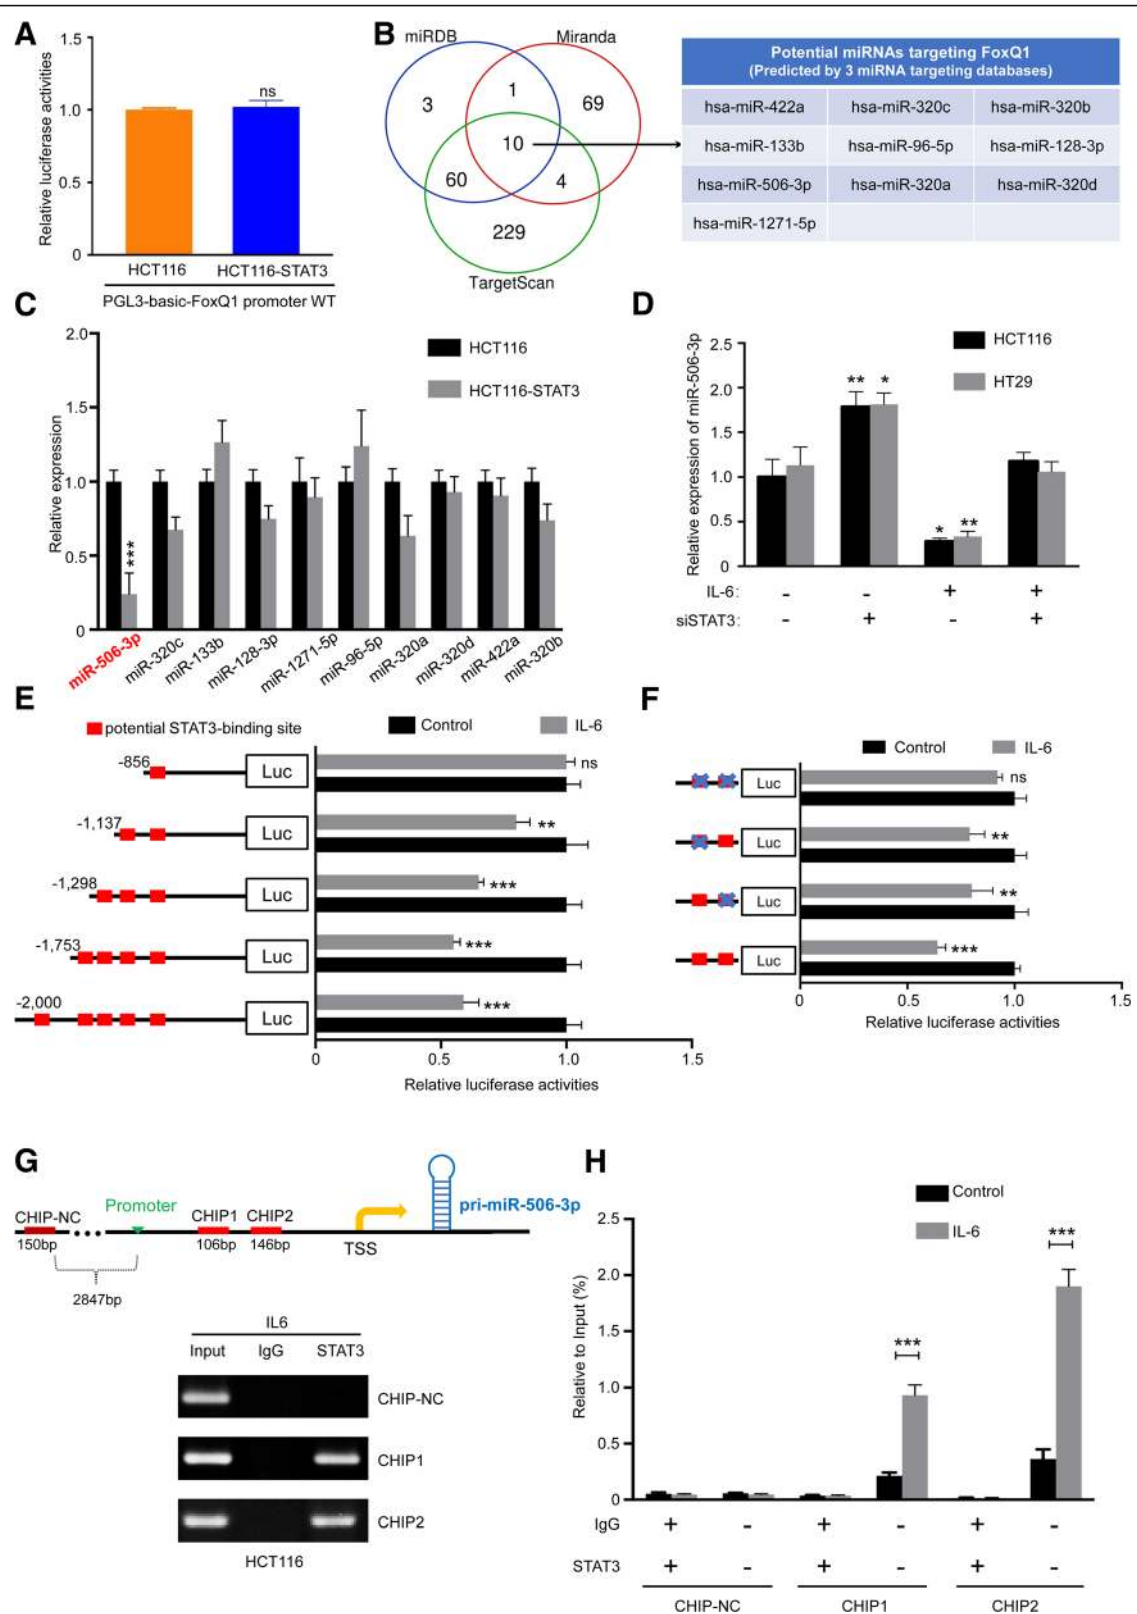 A
Relative luciferase activities
1.5
1.0
0.5
0
ns
HCT116
HCT116-STAT3
PGL3-basic-FoxQ1 promoter WT
B
miRDB
Miranda
3
1
69
10
60
4
229
TargetScan
Potential miRNAs targeting FoxQ1
(Predicted by 3 miRNA targeting databases)
hsa-miR-422a hsa-miR-320c hsa-miR-320b
hsa-miR-133b hsa-miR-96-5p hsa-miR-128-3p
hsa-miR-506-3p hsa-miR-320a hsa-miR-320d
hsa-miR-1271-5p
C
Relative expression
2.0
1.5
1.0
0.5
0
HCT116
HCT116-STAT3
***
miR-506-3p
miR-320c
miR-133b
miR-128-3p
miR-1271-5p
miR-96-5p
miR-320a
miR-320d
miR-422a
miR-320b
D
Relative expression of miR-506-3p
2.5
2.0
1.5
1.0
0.5
0
HCT116
HT29
** *
* **
IL-6: - - + +
siSTAT3: - + - +
E
potential STAT3-binding site
Control
IL-6
-856
Luc
ns
-1,137
Luc
**
-1,298
Luc
***
-1,753
Luc
***
-2,000
Luc
***
0 0.5 1.0 1.5
Relative luciferase activities
F
Control
IL-6
Luc
ns
Luc
**
Luc
**
Luc
***
0 0.5 1.0 1.5
Relative luciferase activities
G
CHIP-NC
150bp
Promoter
CHIP1
106bp
CHIP2
146bp
TSS
pri-miR-506-3p
2847bp
IL6
Input IgG STAT3
CHIP-NC
CHIP1
CHIP2
HCT116
H
Control
IL-6
Relative to Input (%)
2.5
2.0
1.5
1.0
0.5
0
***
***
IgG + - + - + -
STAT3 + - + - + -
CHIP-NC CHIP1 CHIP2